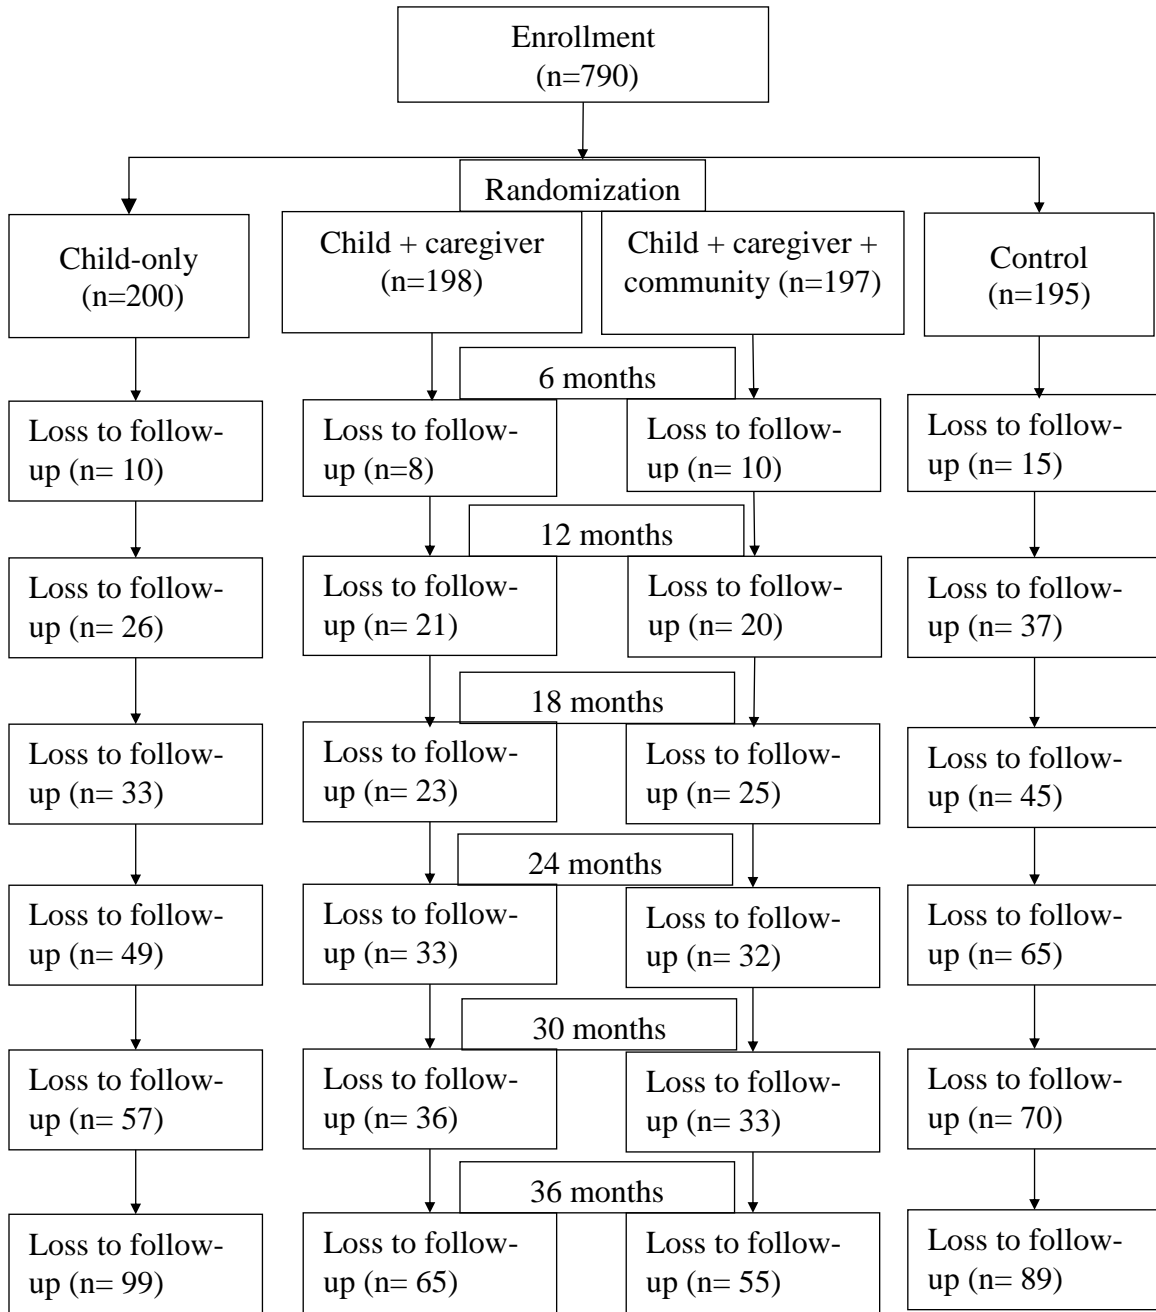 Enrollment
(n=790)
Randomization
Child-only
(n=200)
Child + caregiver
(n=198)
Child + caregiver +
community (n=197)
Control
(n=195)
6 months
Loss to follow-
up (n= 10)
Loss to follow-
up (n=8)
Loss to follow-
up (n= 10)
Loss to follow-
up (n= 15)
12 months
Loss to follow-
up (n= 26)
Loss to follow-
up (n= 21)
Loss to follow-
up (n= 20)
Loss to follow-
up (n= 37)
18 months
Loss to follow-
up (n= 33)
Loss to follow-
up (n= 23)
Loss to follow-
up (n= 25)
Loss to follow-
up (n= 45)
24 months
Loss to follow-
up (n= 49)
Loss to follow-
up (n= 33)
Loss to follow-
up (n= 32)
Loss to follow-
up (n= 65)
30 months
Loss to follow-
up (n= 57)
Loss to follow-
up (n= 36)
Loss to follow-
up (n= 33)
Loss to follow-
up (n= 70)
36 months
Loss to follow-
up (n= 99)
Loss to follow-
up (n= 65)
Loss to follow-
up (n= 55)
Loss to follow-
up (n= 89)